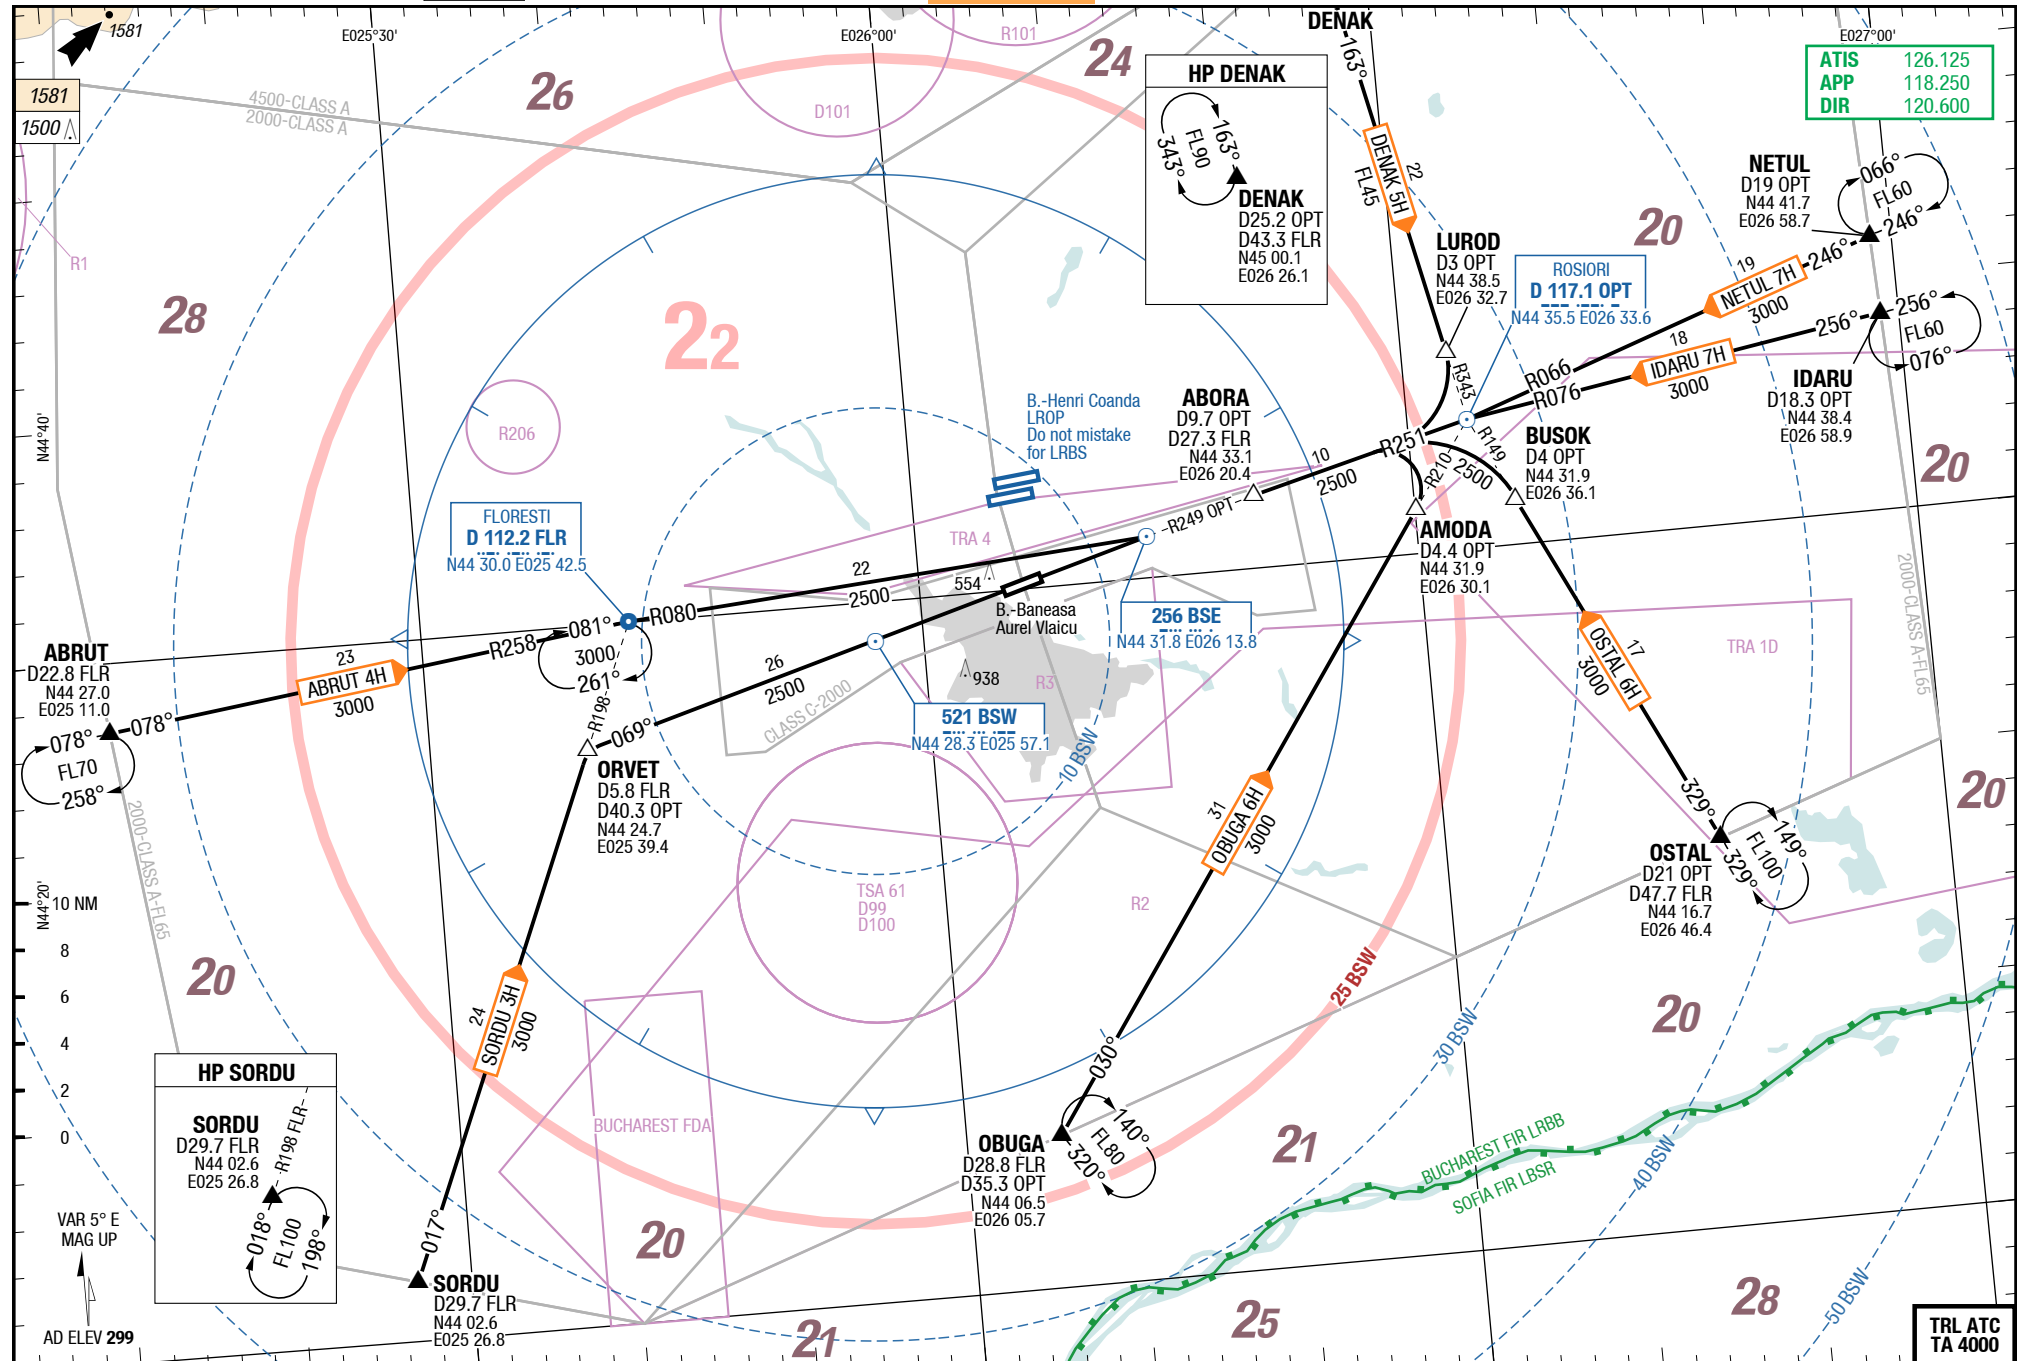 1581
E025°30'
E026°00'
R101
24
DENAK
E027°00'
ATIS 126.125
APP 118.250
DIR 120.600
1581
1500
4500-CLASS A
2000-CLASS A
26
D101
HP DENAK
163°
FL90
343°
DENAK
D25.2 OPT
D43.3 FLR
N45 00.1
E026 26.1
163°
22
DENAK 5H
FL45
NETUL
D19 OPT
N44 41.7
E026 58.7
066°
FL60
246°
246°
19
NETUL 7H
3000
20
R1
28
22
LUROD
D3 OPT
N44 38.5
E026 32.7
ROSIORI
D 117.1 OPT
N44 35.5 E026 33.6
256°
FL60
076°
256°
18
IDARU 7H
3000
IDARU
D18.3 OPT
N44 38.4
E026 58.9
R343
R066
R076
N44°40'
R206
B.-Henri Coanda
LROP
Do not mistake
for LRBS
ABORA
D9.7 OPT
D27.3 FLR
N44 33.1
E026 20.4
10
2500
R251
R210
2500
R149
BUSOK
D4 OPT
N44 31.9
E026 36.1
20
FLORESTI
D 112.2 FLR
N44 30.0 E025 42.5
TRA 4
R249 OPT
AMODA
D4.4 OPT
N44 31.9
E026 30.1
2000-CLASS A-FL65
22
2500
554
B.-Baneasa
Aurel Vlaicu
256 BSE
N44 31.8 E026 13.8
TRA 1D
ABRUT
D22.8 FLR
N44 27.0
E025 11.0
23
ABRUT 4H
3000
R258
081°
R080
3000
261°
R198
17
OSTAL 6H
3000
078°
078°
FL70
258°
069°
26
2500
CLASS C-2000
938
R3
521 BSW
N44 28.3 E025 57.1
10 BSW
ORVET
D5.8 FLR
D40.3 OPT
N44 24.7
E025 39.4
2000-CLASS A-FL65
31
OBUGA 6H
3000
329°
149°
FL100
329°
OSTAL
D21 OPT
D47.7 FLR
N44 16.7
E026 46.4
20
N44°20'
10 NM
8
6
4
2
0
TSA 61
D99
D100
R2
20
25 BSW
24
SORDU 3H
3000
20
30 BSW
HP SORDU
SORDU
D29.7 FLR
N44 02.6
E025 26.8
R198 FLR
018°
FL100
198°
BUCHAREST FDA
030°
140°
FL80
320°
OBUGA
D28.8 FLR
D35.3 OPT
N44 06.5
E026 05.7
21
BUCHAREST FIR LRBB
SOFIA FIR LBSR
40 BSW
VAR 5° E
MAG UP
AD ELEV 299
017°
SORDU
D29.7 FLR
N44 02.6
E025 26.8
20
21
25
28
50 BSW
TRL ATC
TA 4000